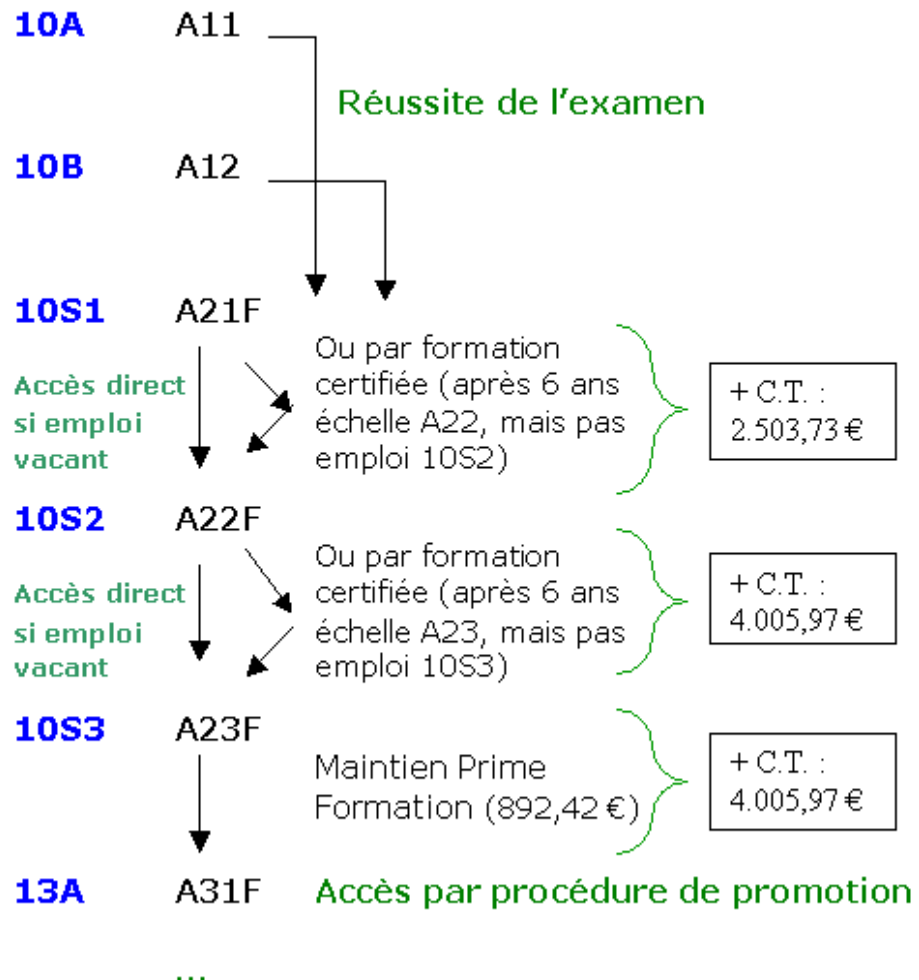 10A A11
Réussite de l'examen
10B A12
10S1 A21F
Accès direct
si emploi
vacant
Ou par formation
certifiée (après 6 ans
échelle A22, mais pas
emploi 10S2)
+ C.T. :
2.503,73 €
10S2 A22F
Accès direct
si emploi
vacant
Ou par formation
certifiée (après 6 ans
échelle A23, mais pas
emploi 10S3)
+ C.T. :
4.005,97 €
10S3 A23F
Maintien Prime
Formation (892,42 €)
+ C.T. :
4.005,97 €
13A A31F Accès par procédure de promotion
...